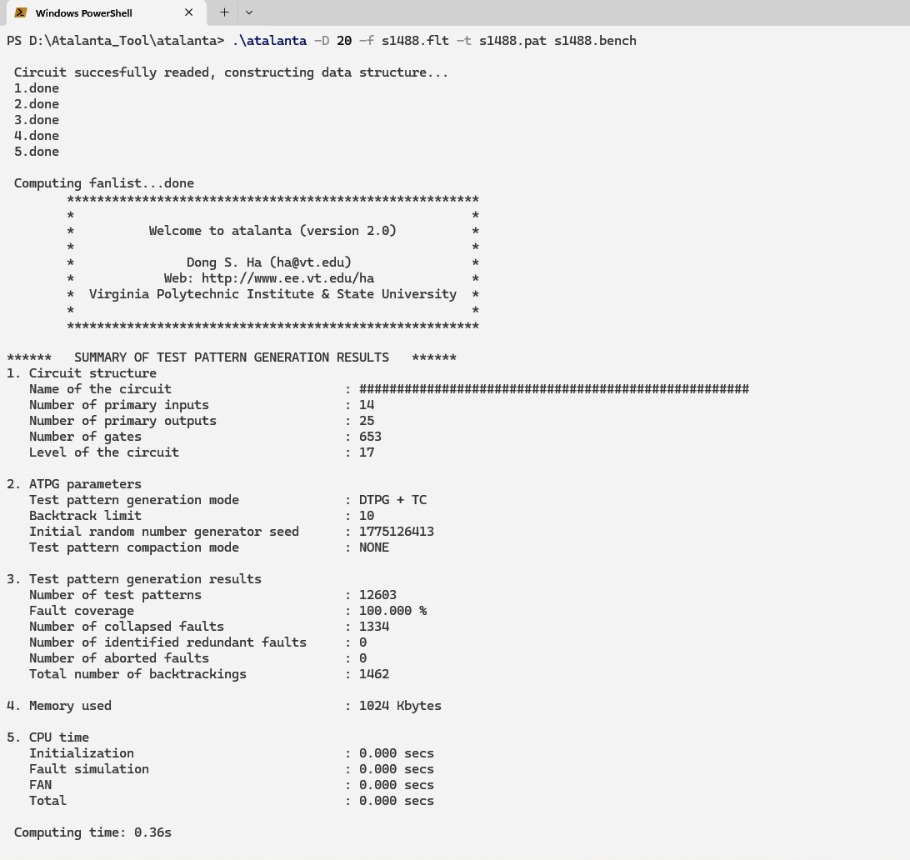 Windows PowerShell
PS D:\Atalanta_Tool\atalanta> .\atalanta -D 20 -f s1488.flt -t s1488.pat s1488.bench
Circuit succesfully readed, constructing data structure...
1.done
2.done
3.done
4.done
5.done
Computing fanlist...done
*******************************************************
* *
* Welcome to atalanta (version 2.0) *
* *
* Dong S. Ha (ha@vt.edu) *
* Web: http://www.ee.vt.edu/ha *
* Virginia Polytechnic Institute & State University *
* *
*******************************************************
****** SUMMARY OF TEST PATTERN GENERATION RESULTS ******
1. Circuit structure
Name of the circuit : ####################################################
Number of primary inputs : 14
Number of primary outputs : 25
Number of gates : 653
Level of the circuit : 17
2. ATPG parameters
Test pattern generation mode : DTPG + TC
Backtrack limit : 10
Initial random number generator seed : 1775126413
Test pattern compaction mode : NONE
3. Test pattern generation results
Number of test patterns : 12603
Fault coverage : 100.000 %
Number of collapsed faults : 1334
Number of identified redundant faults : 0
Number of aborted faults : 0
Total number of backtrackings : 1462
4. Memory used : 1024 Kbytes
5. CPU time
Initialization : 0.000 secs
Fault simulation : 0.000 secs
FAN : 0.000 secs
Total : 0.000 secs
Computing time: 0.36s